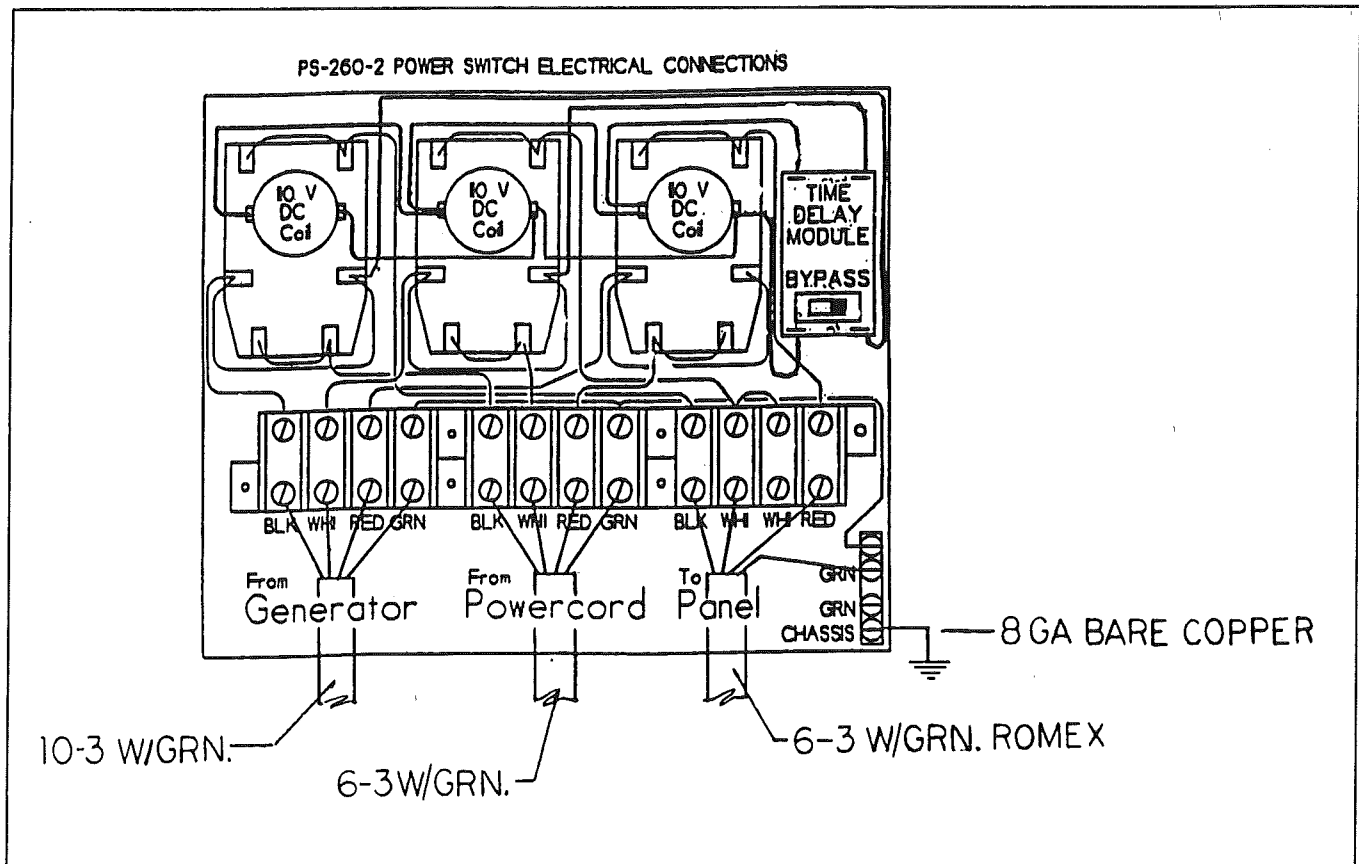 PS-260-2 POWER SWITCH ELECTRICAL CONNECTIONS
10 V
DC
Coil
10 V
DC
Coil
10 V
DC
Coil
TIME
DELAY
MODULE
BYPASS
BLK WHI RED GRN
BLK WHI RED GRN
BLK WHI WHI RED
From
Generator
From
Powercord
To
Panel
GRN
GRN
CHASSIS
8 GA BARE COPPER
10-3 W/GRN.
6-3 W/GRN.
6-3 W/GRN. ROMEX